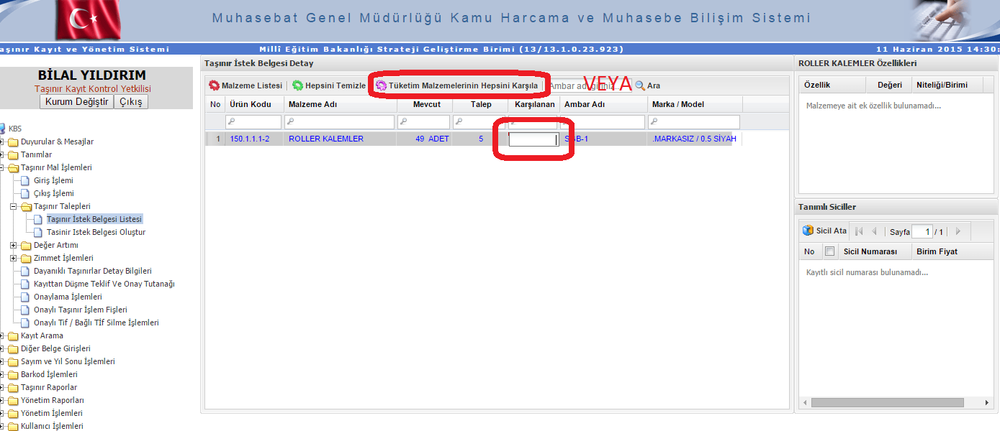 Muhasebat Genel Müdürlüğü Kamu Harcama ve Muhasebe Bilişim Sistemi
aşınır Kayıt ve Yönetim Sistemi
Millî Eğitim Bakanlığı Strateji Geliştirme Birimi (13/13.1.0.23.923)
11 Haziran 2015 14:30:
BİLAL YILDIRIM
Taşınır Kayıt Kontrol Yetkilisi
Kurum Değiştir Çıkış
KBS
Duyurular & Mesajlar
Tanımlar
Taşınır Mal İşlemleri
Giriş İşlemi
Çıkış İşlemi
Taşınır Talepleri
Taşınır İstek Belgesi Listesi
Tasinir Istek Belgesi Oluştur
Değer Artımı
Zimmet İşlemleri
Dayanıklı Taşınırlar Detay Bilgileri
Kayıttan Düşme Teklif Ve Onay Tutanağı
Onaylama İşlemleri
Onaylı Taşınır İşlem Fişleri
Onaylı Tif / Bağlı Tİf Silme İşlemleri
Kayıt Arama
Diğer Belge Girişleri
Sayım ve Yıl Sonu İşlemleri
Barkod İşlemleri
Taşınır Raporlar
Yönetim Raporları
Yönetim İşlemleri
Kullanıcı İşlemleri
Taşınır İstek Belgesi Detay
Malzeme Listesi Hepsini Temizle Tüketim Malzemelerinin Hepsini Karşıla VEYA Ara
No Ürün Kodu Malzeme Adı Mevcut Talep Karşılanan Ambar Adı Marka / Model
1 150.1.1.1-2 ROLLER KALEMLER 49 ADET 5 .MARKASIZ / 0.5 SİYAH
ROLLER KALEMLER Özellikleri
Özellik Değeri Niteliği/Birimi
Malzemeye ait ek özellik bulunamadı...
Tanımlı Siciller
Sicil Ata Sayfa 1 / 1
No Sicil Numarası Birim Fiyat
Kayıtlı sicil numarası bulunamadı...